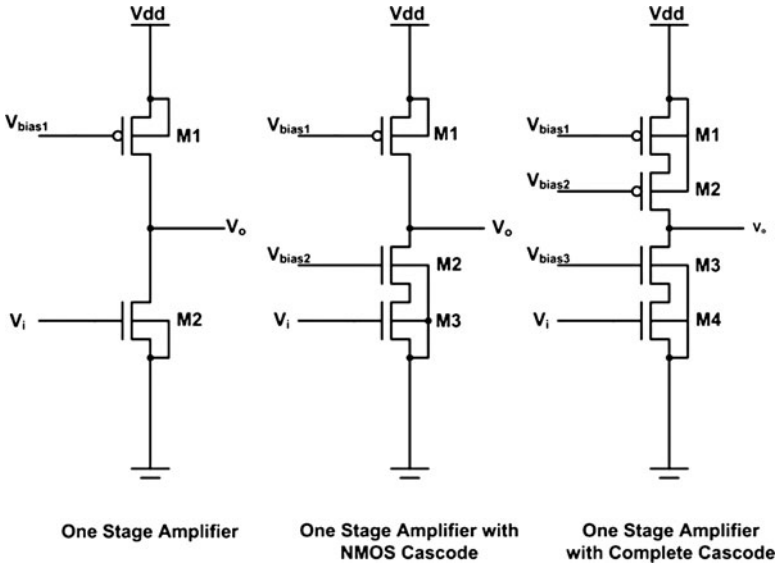 Vdd
Vbias1
M1
Vo
Vi
M2
One Stage Amplifier
Vdd
Vbias1
M1
Vo
Vbias2
M2
Vi
M3
One Stage Amplifier with
NMOS Cascode
Vdd
Vbias1
M1
Vbias2
M2
Vo
Vbias3
M3
Vi
M4
One Stage Amplifier
with Complete Cascode